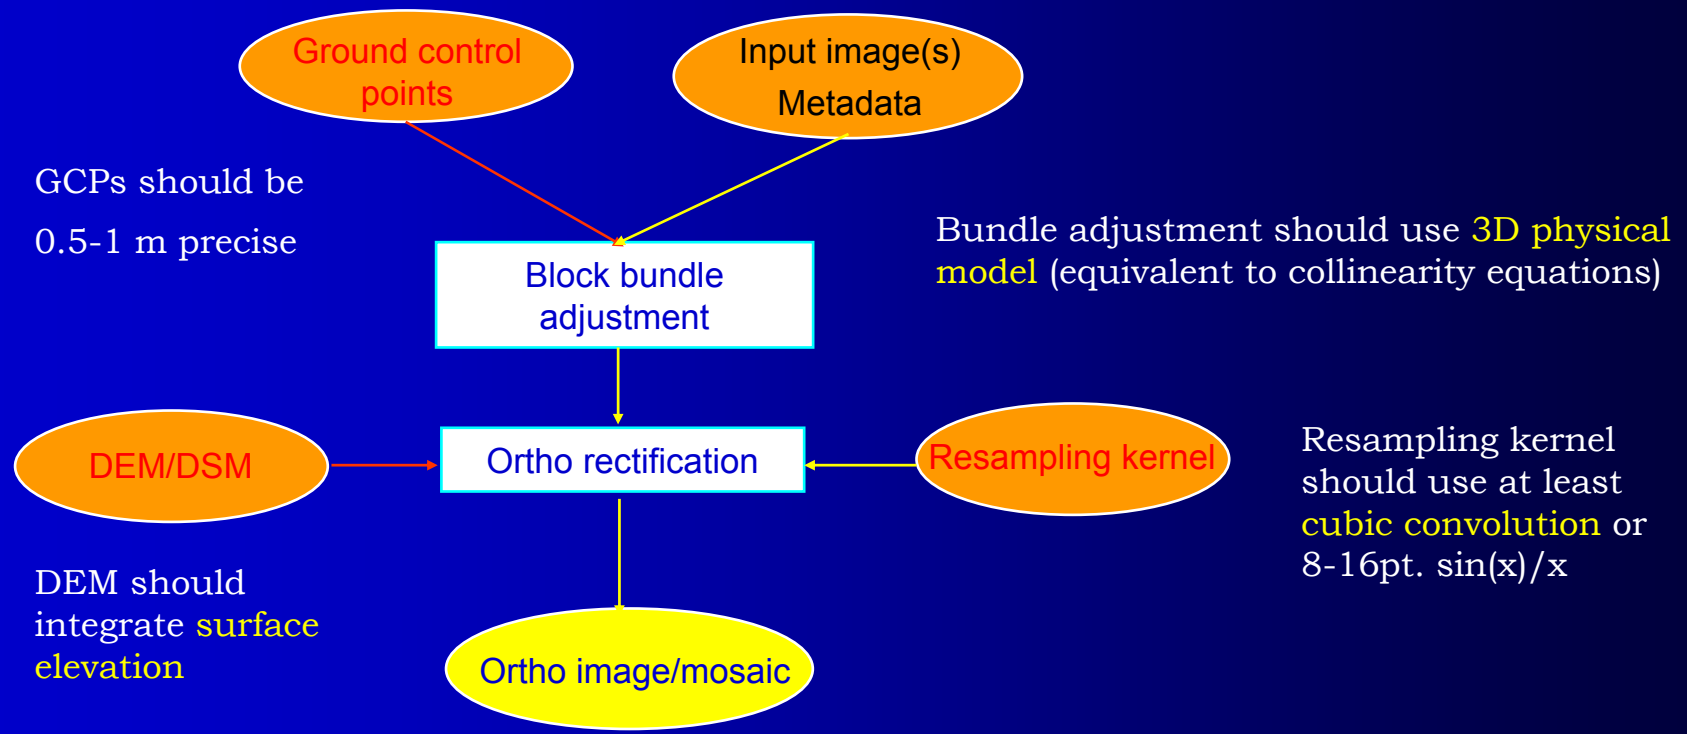 Ground control
points
Input image(s)
Metadata
GCPs should be
0.5-1 m precise
Block bundle
adjustment
Bundle adjustment should use 3D physical
model (equivalent to collinearity equations)
DEM/DSM
Ortho rectification
Resampling kernel
Resampling kernel
should use at least
cubic convolution or
8-16pt. sin(x)/x
DEM should
integrate surface
elevation
Ortho image/mosaic